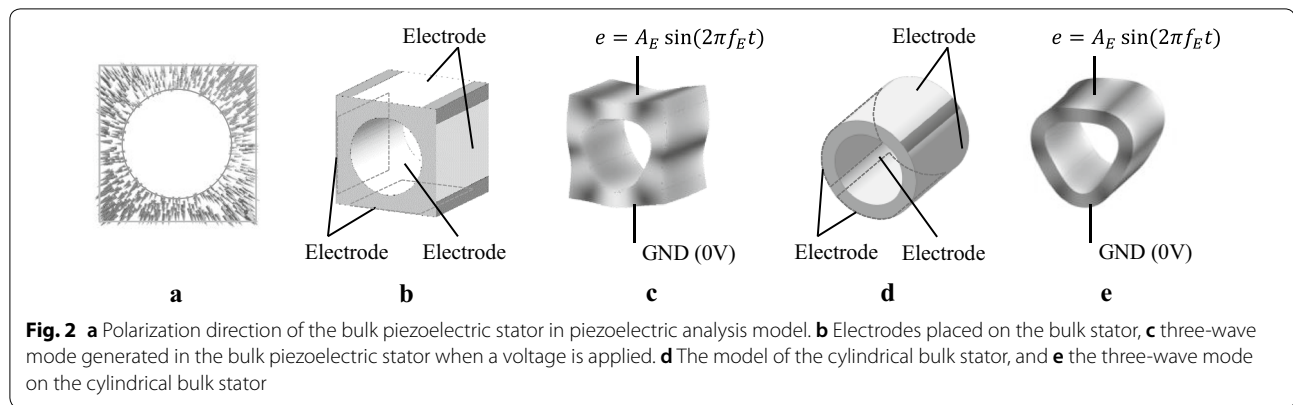 Electrode
e = A_E sin(2πf_E t)
Electrode
e = A_E sin(2πf_E t)
Electrode
Electrode
GND (0V)
Electrode
Electrode
GND (0V)
a
b
c
d
e
Fig. 2 a Polarization direction of the bulk piezoelectric stator in piezoelectric analysis model. b Electrodes placed on the bulk stator, c three-wave
mode generated in the bulk piezoelectric stator when a voltage is applied. d The model of the cylindrical bulk stator, and e the three-wave mode
on the cylindrical bulk stator